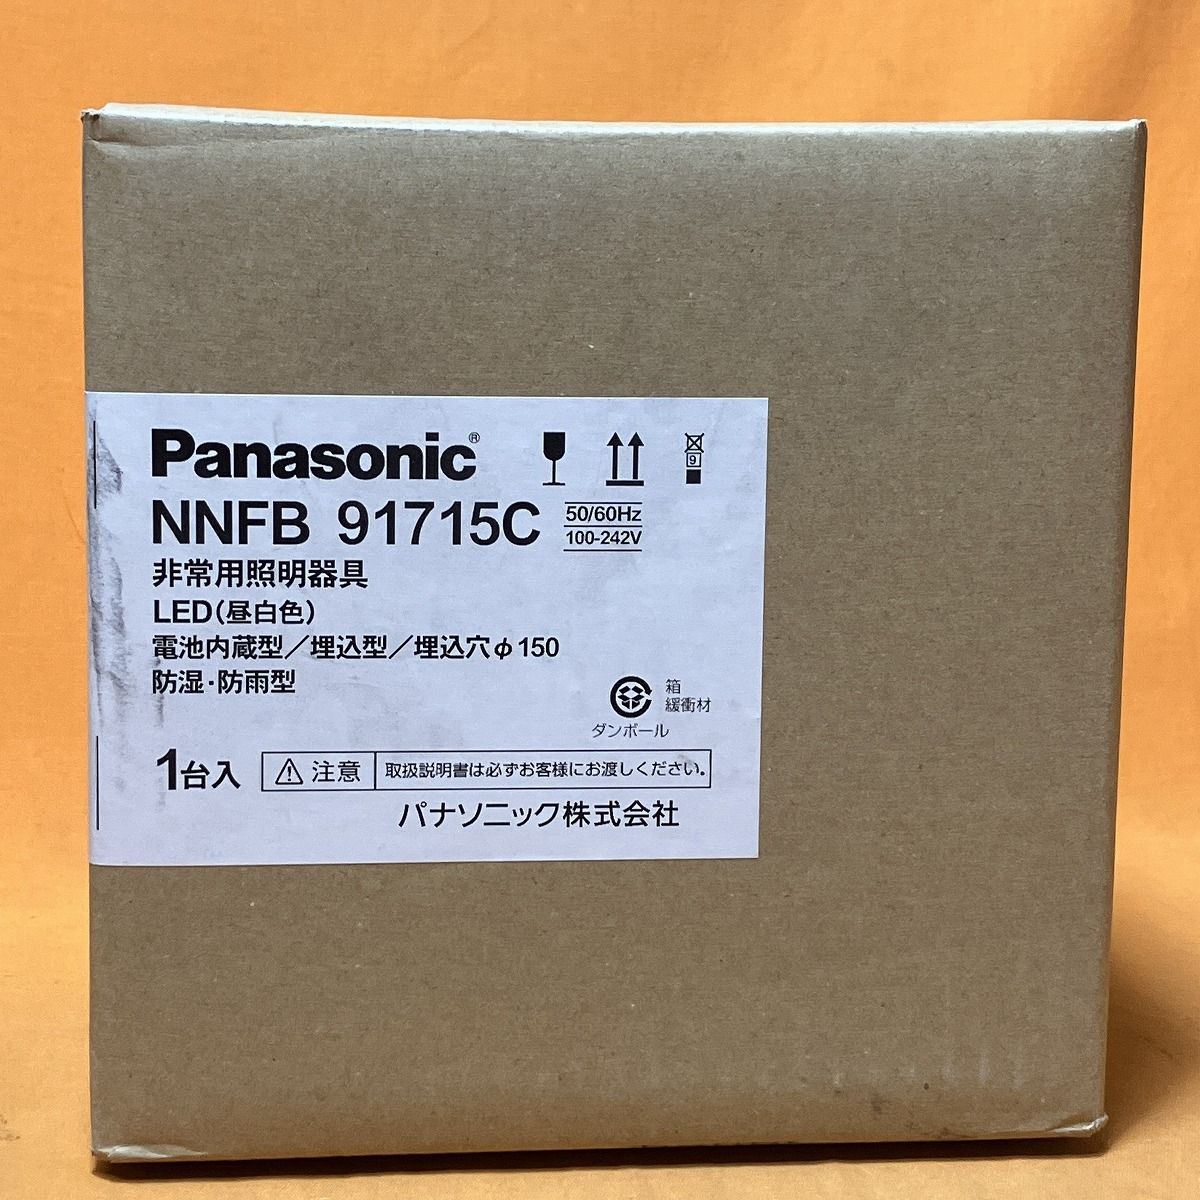 Panasonic®
9
NNFB 91715C
50/60Hz
100-242V
非常用照明器具
LED(昼白色)
電池内蔵型/埋込型/埋込穴φ150
防湿・防雨型
箱
緩衝材
ダンボール
1台入
注意
取扱説明書は必ずお客様にお渡しください。
パナソニック株式会社